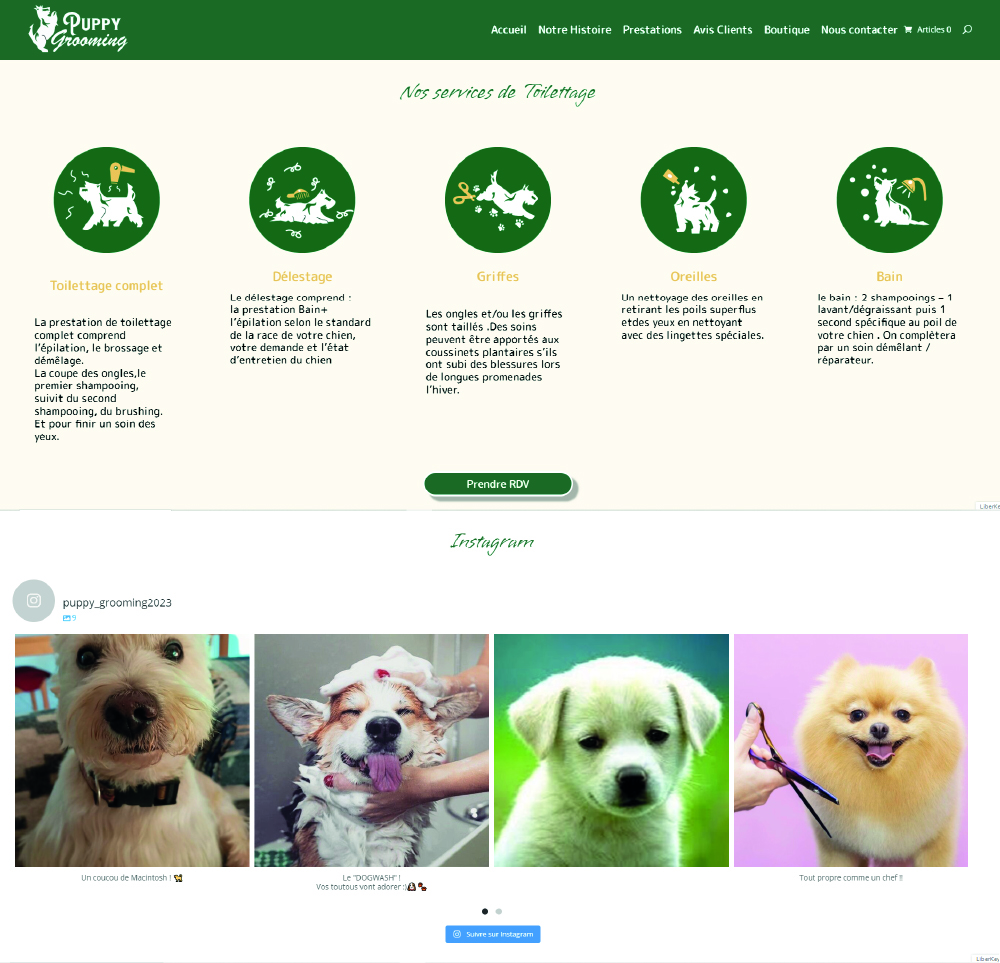 PUPPY
Grooming
Accueil Notre Histoire Prestations Avis Clients Boutique Nous contacter Articles 0
Nos services de Toilettage
Toilettage complet
La prestation de toilettage
complet comprend
l'épilation, le brossage et
démêlage.
La coupe des ongles,le
premier shampooing,
suivit du second
shampooing, du brushing.
Et pour finir un soin des
yeux.
Délestage
Le délestage comprend :
la prestation Bain+
l'épilation selon le standard
de la race de votre chien,
votre demande et l'état
d'entretien du chien
Griffes
Les ongles et/ou les griffes
sont taillés .Des soins
peuvent être apportés aux
coussinets plantaires s'ils
ont subi des blessures lors
de longues promenades
l'hiver.
Oreilles
Un nettoyage des oreilles en
retirant les poils superflus
etdes yeux en nettoyant
avec des lingettes spéciales.
Bain
le bain : 2 shampooings – 1
lavant/dégraissant puis 1
second spécifique au poil de
votre chien . On complètera
par un soin démêlant /
réparateur.
Prendre RDV
LiberKe
Instagram
puppy_grooming2023
9
Un coucou de Macintosh !
Le "DOGWASH" !
Vos toutous vont adorer :)
Tout propre comme un chef !!
Suivre sur Instagram
LiberKey